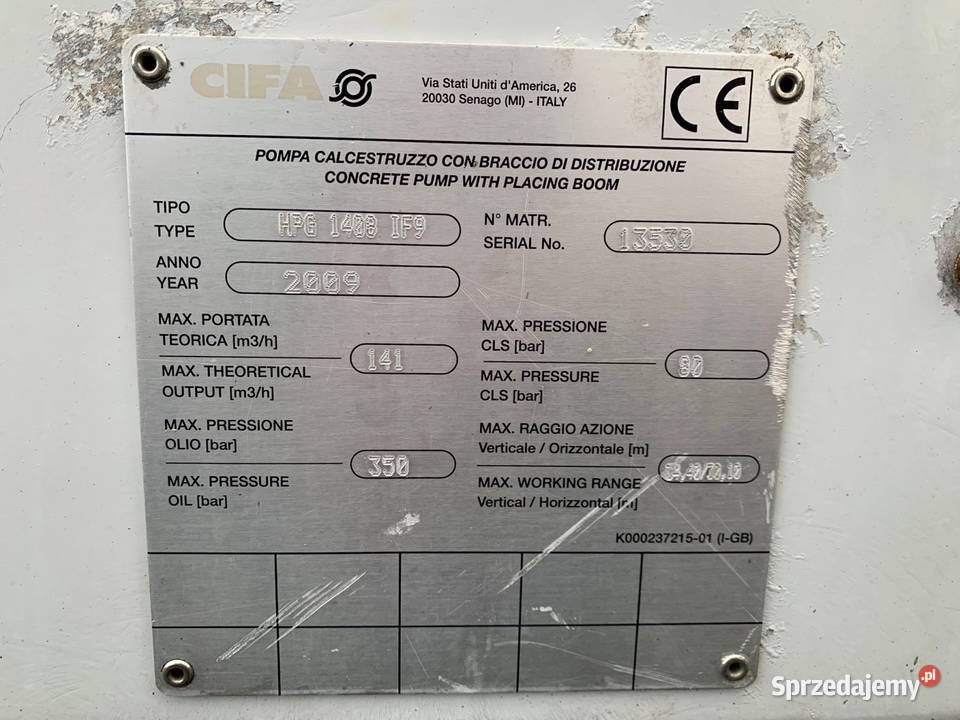 CIFA
Via Stati Uniti d'America, 26
20030 Senago (MI) - ITALY
CE
POMPA CALCESTRUZZO CON BRACCIO DI DISTRIBUZIONE
CONCRETE PUMP WITH PLACING BOOM
TIPO
TYPE
HPG 1408 IF9
N° MATR.
SERIAL No.
13530
ANNO
YEAR
2009
MAX. PORTATA
TEORICA [m3/h]
MAX. THEORETICAL
OUTPUT [m3/h]
141
MAX. PRESSIONE
CLS [bar]
MAX. PRESSURE
CLS [bar]
80
MAX. PRESSIONE
OLIO [bar]
MAX. PRESSURE
OIL [bar]
350
MAX. RAGGIO AZIONE
Verticale / Orizzontale [m]
MAX. WORKING RANGE
Vertical / Horizzontal [m]
K000237215-01 (I-GB)
Sprzedajemy.pl